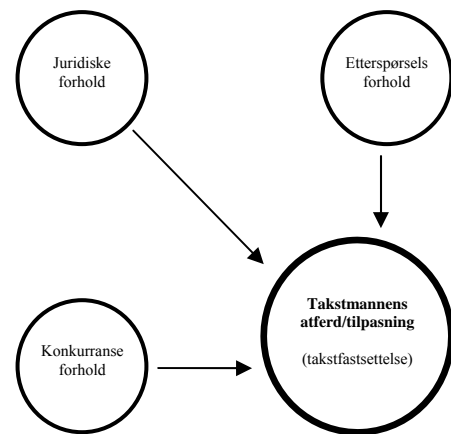 Juridiske
forhold
Etterspørsels
forhold
Takstmannens
atferd/tilpasning
(takstfastsettelse)
Konkurranse
forhold